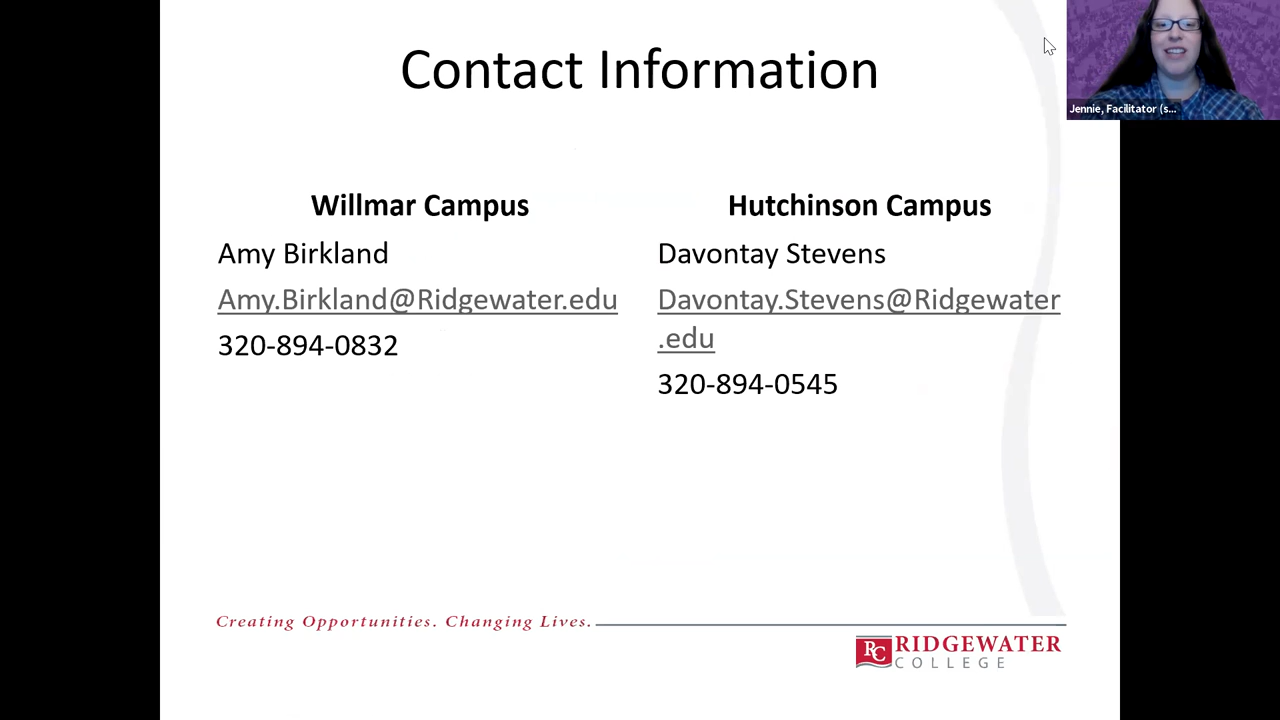 Contact Information
Jennie, Facilitator (s...
Willmar Campus
Amy Birkland
Amy.Birkland@Ridgewater.edu
320-894-0832
Hutchinson Campus
Davontay Stevens
Davontay.Stevens@Ridgewater
.edu
320-894-0545
Creating Opportunities. Changing Lives.
RC
RIDGEWATER
COLLEGE